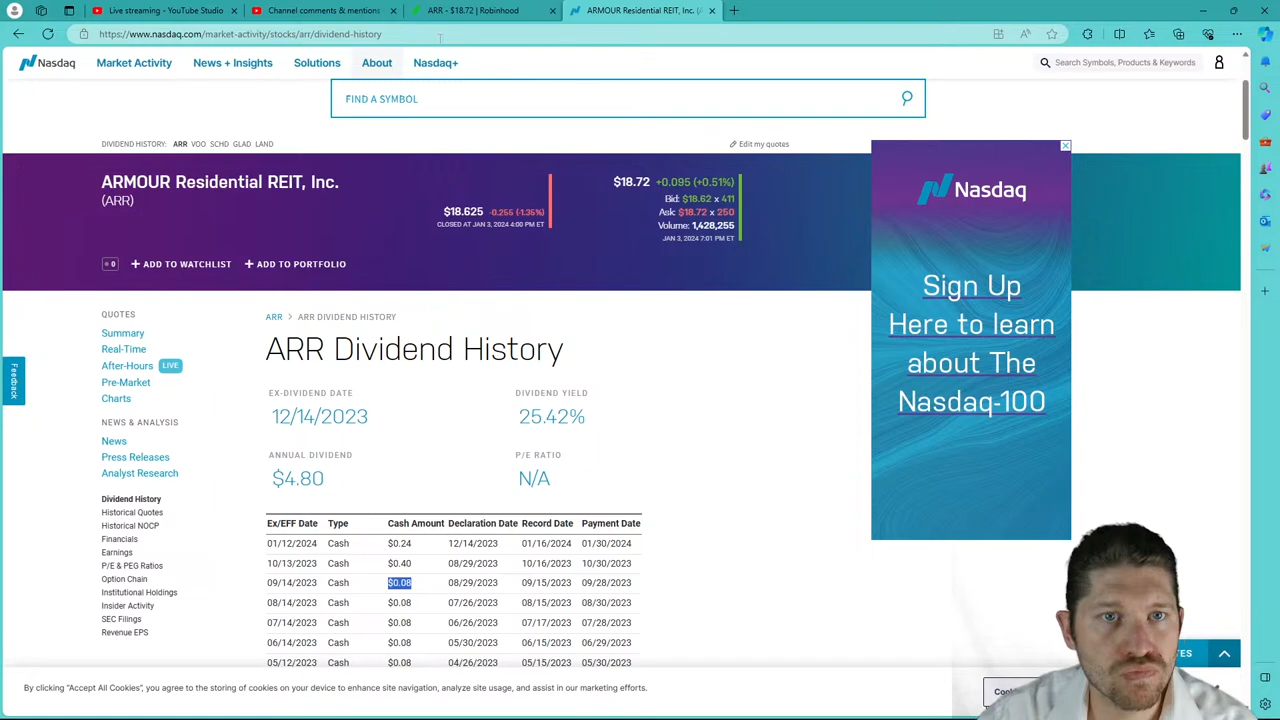 Live streaming - YouTube Studio
Channel comments & mentions
ARR - $18.72 | Robinhood
ARMOUR Residential REIT, Inc. (
https://www.nasdaq.com/market-activity/stocks/arr/dividend-history
Nasdaq
Market Activity
News + Insights
Solutions
About
Nasdaq+
Search Symbols, Products & Keywords
FIND A SYMBOL
DIVIDEND HISTORY: ARR VOO SCHD GLAD LAND
Edit my quotes
ARMOUR Residential REIT, Inc.
(ARR)
$18.625 -0.255 (-1.35%)
CLOSED AT JAN 3, 2024 4:00 PM ET
$18.72 +0.095 (+0.51%)
Bid: $18.62 x 411
Ask: $18.72 x 250
Volume: 1,428,255
JAN 3, 2024 7:01 PM ET
0
+ ADD TO WATCHLIST
+ ADD TO PORTFOLIO
Nasdaq
Sign Up
Here to learn
about The
Nasdaq-100
Feedback
QUOTES
Summary
Real-Time
After-Hours LIVE
Pre-Market
Charts
NEWS & ANALYSIS
News
Press Releases
Analyst Research
Dividend History
Historical Quotes
Historical NOCP
Financials
Earnings
P/E & PEG Ratios
Option Chain
Institutional Holdings
Insider Activity
SEC Filings
Revenue EPS
ARR > ARR DIVIDEND HISTORY
ARR Dividend History
EX-DIVIDEND DATE
12/14/2023
DIVIDEND YIELD
25.42%
ANNUAL DIVIDEND
$4.80
P/E RATIO
N/A
Ex/EFF Date Type Cash Amount Declaration Date Record Date Payment Date
01/12/2024 Cash $0.24 12/14/2023 01/16/2024 01/30/2024
10/13/2023 Cash $0.40 08/29/2023 10/16/2023 10/30/2023
09/14/2023 Cash $0.08 08/29/2023 09/15/2023 09/28/2023
08/14/2023 Cash $0.08 07/26/2023 08/15/2023 08/30/2023
07/14/2023 Cash $0.08 06/26/2023 07/17/2023 07/28/2023
06/14/2023 Cash $0.08 05/30/2023 06/15/2023 06/29/2023
05/12/2023 Cash $0.08 04/26/2023 05/15/2023 05/30/2023
TES
By clicking "Accept All Cookies", you agree to the storing of cookies on your device to enhance site navigation, analyze site usage, and assist in our marketing efforts.